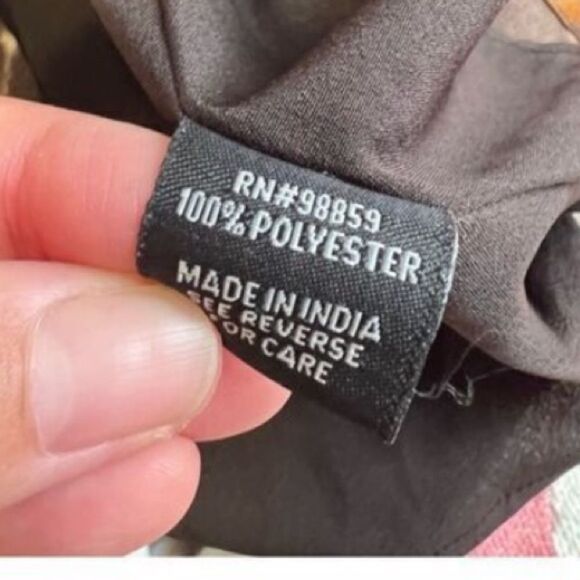 RN#98859
100% POLYESTER
MADE IN INDIA
SEE REVERSE
FOR CARE